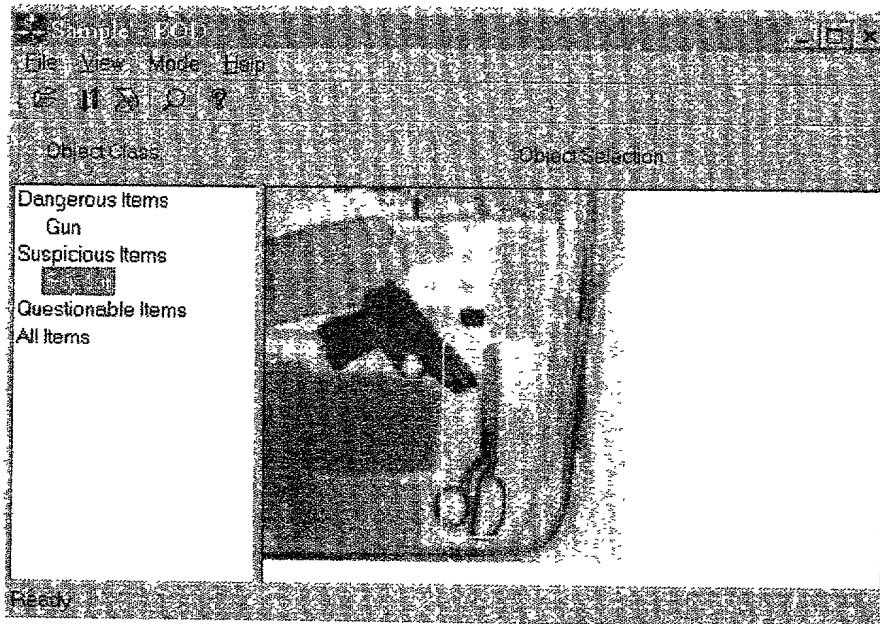 Sample - EOD
File View Mode Help
Object Class
Object Selection
Dangerous Items
Gun
Suspicious Items
Questionable Items
All Items
Ready